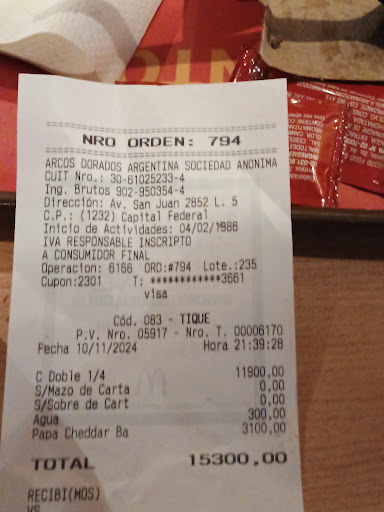 NRO ORDEN: 794
ARCOS DORADOS ARGENTINA SOCIEDAD ANONIMA
CUIT Nro.: 30-61025233-4
Ing. Brutos 902-950354-4
Dirección: Av. San Juan 2852 L. 5
C.P.: (1232) Capital Federal
Inicio de Actividades: 04/02/1986
IVA RESPONSABLE INSCRIPTO
A CONSUMIDOR FINAL
Operacion: 6166 ORD:#794 Lote.:235
Cupon:2301 T: ************3661
visa
Cód. 083 - TIQUE
P.V. Nro. 05917 - Nro. T. 00006170
Fecha 10/11/2024 Hora 21:39:28
C Doble 1/4 11900,00
S/Mazo de Carta 0,00
S/Sobre de Cart 0,00
Agua 300,00
Papa Cheddar Ba 3100,00
TOTAL 15300,00
RECIBI(MOS)